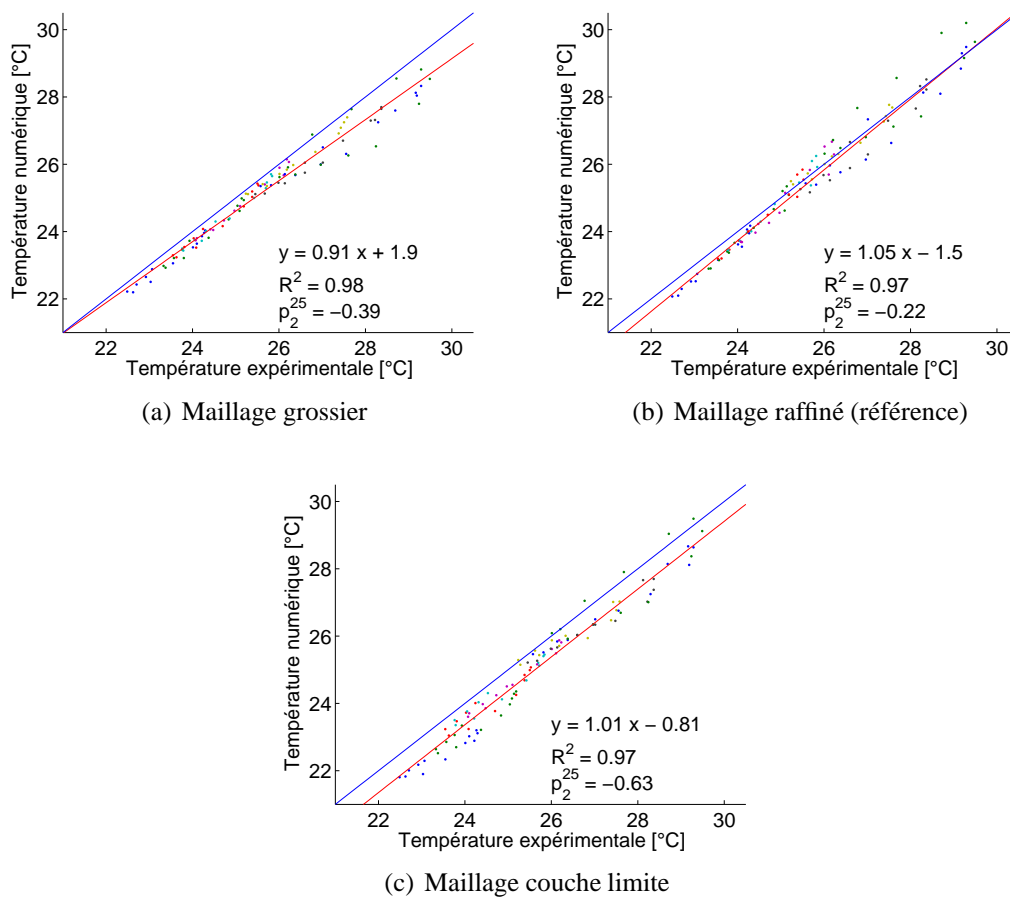 30
28
26
24
22
Température numérique [°C]
y = 0.91 x + 1.9
R² = 0.98
p₂²⁵ = −0.39
22 24 26 28 30
Température expérimentale [°C]
(a) Maillage grossier
30
28
26
24
22
Température numérique [°C]
y = 1.05 x − 1.5
R² = 0.97
p₂²⁵ = −0.22
22 24 26 28 30
Température expérimentale [°C]
(b) Maillage raffiné (référence)
30
28
26
24
22
Température numérique [°C]
y = 1.01 x − 0.81
R² = 0.97
p₂²⁵ = −0.63
22 24 26 28 30
Température expérimentale [°C]
(c) Maillage couche limite